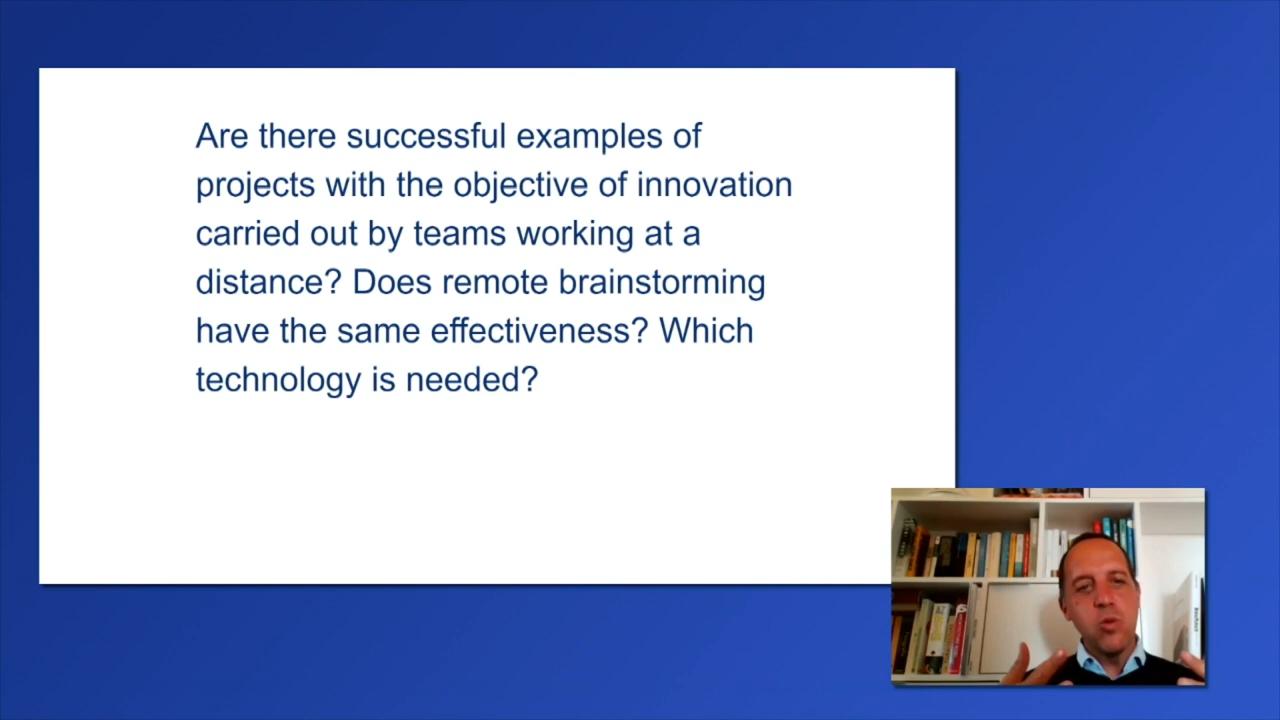 Are there successful examples of
projects with the objective of innovation
carried out by teams working at a
distance? Does remote brainstorming
have the same effectiveness? Which
technology is needed?